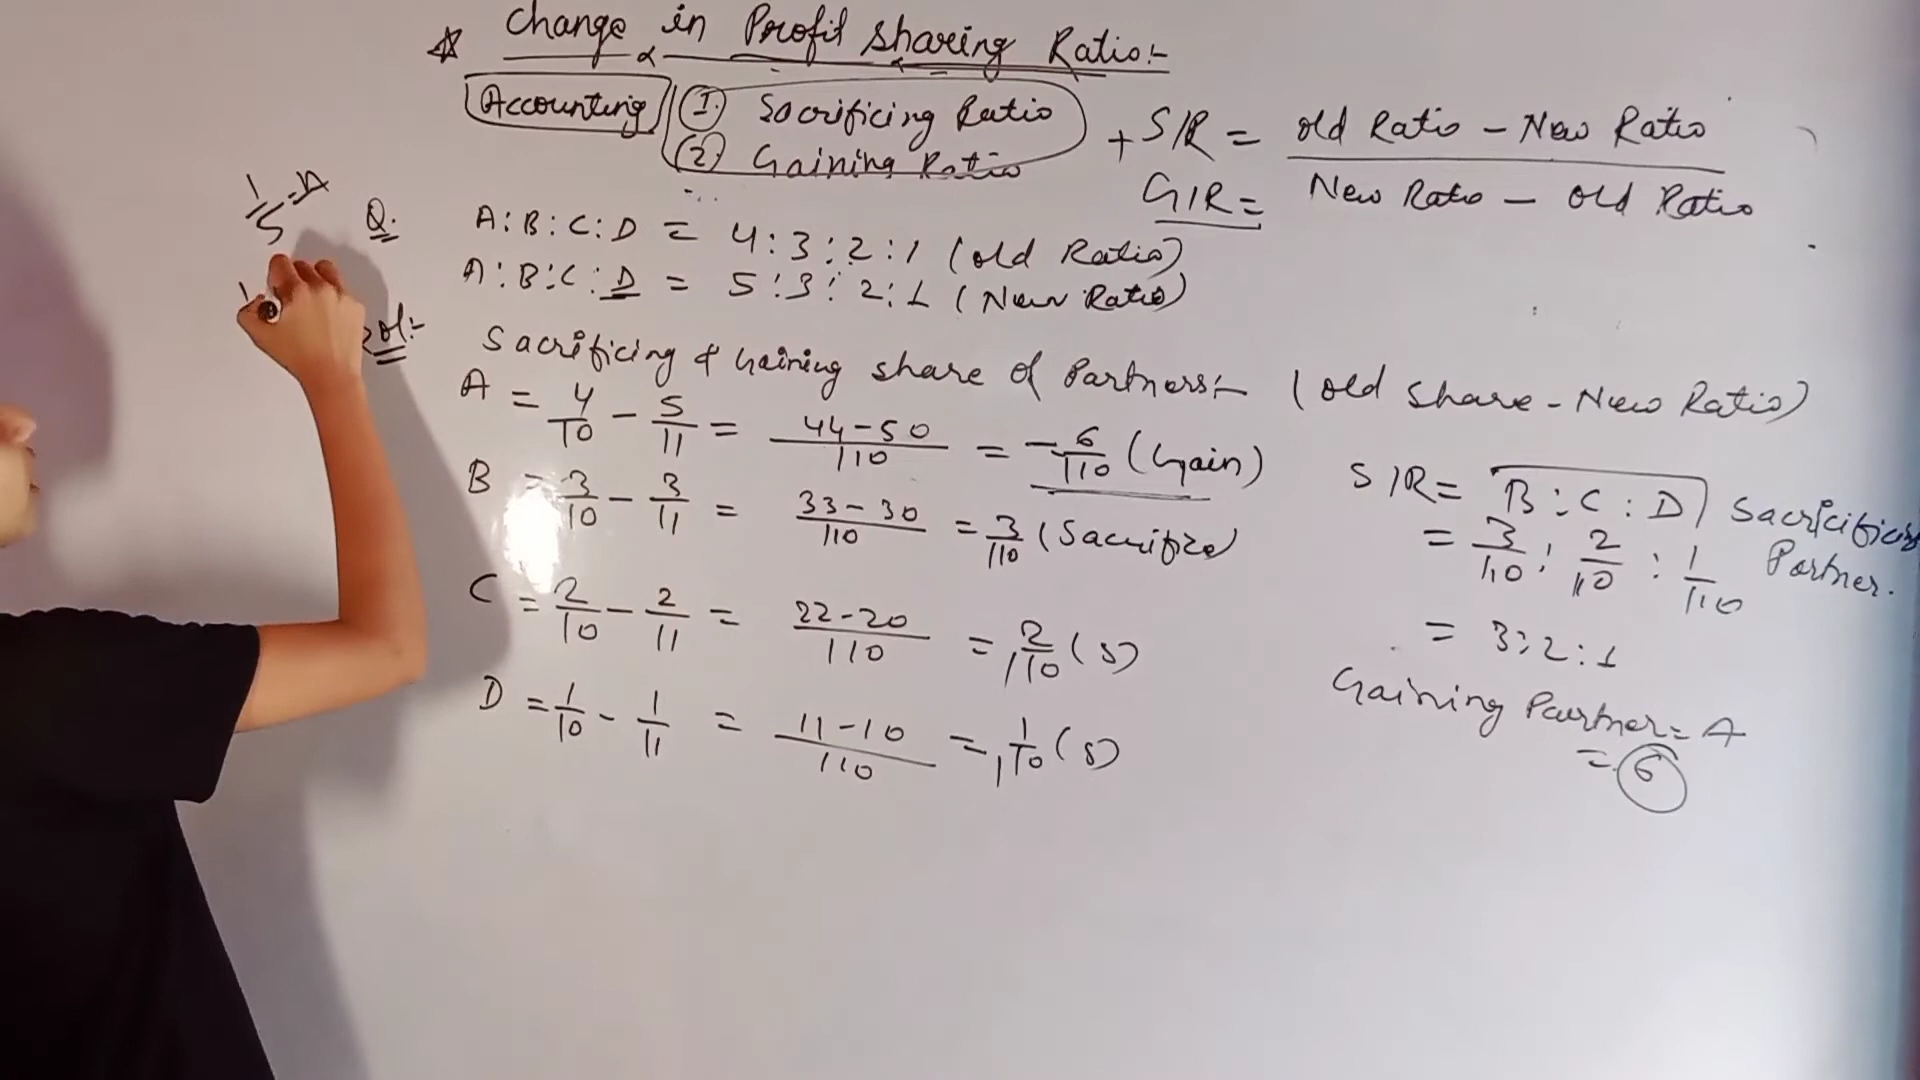 ☆ Change in Profit Sharing Ratio:-
Accounting
(1) Sacrificing Ratio
(2) Gaining Ratio
+ S/R = old Ratio - New Ratio
G/R = New Ratio - old Ratio
1/5 - A
Q. A : B : C : D = 4 : 3 : 2 : 1 (old Ratio)
A : B : C : D = 5 : 3 : 2 : 1 (New Ratio)
Sol:-
Sacrificing & Gaining share of Partners:- (old Share - New Ratio)
A = 4/10 - 5/11 = 44-50/110 = -6/110 (Gain)
B = 3/10 - 3/11 = 33-30/110 = 3/110 (Sacrifize)
C = 2/10 - 2/11 = 22-20/110 = 2/110 (S)
D = 1/10 - 1/11 = 11-10/110 = 1/110 (S)
S/R = B : C : D
= 3/110 : 2/110 : 1/110
Partner.
= 3:2:1
Gaining Partner = A
= 6